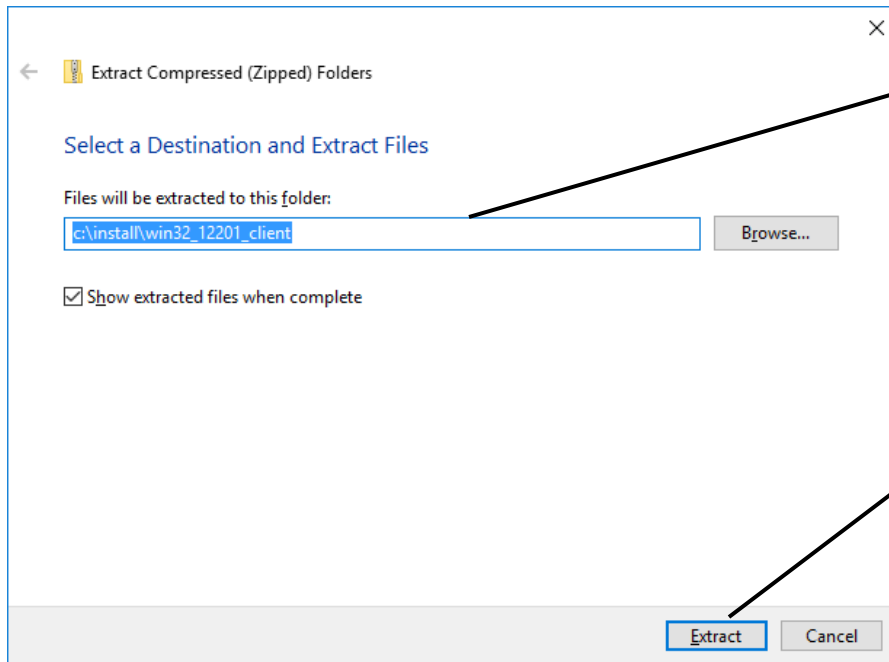 Extract Compressed (Zipped) Folders
Select a Destination and Extract Files
Files will be extracted to this folder:
c:\install\win32_12201_client
Browse...
Show extracted files when complete
Extract
Cancel